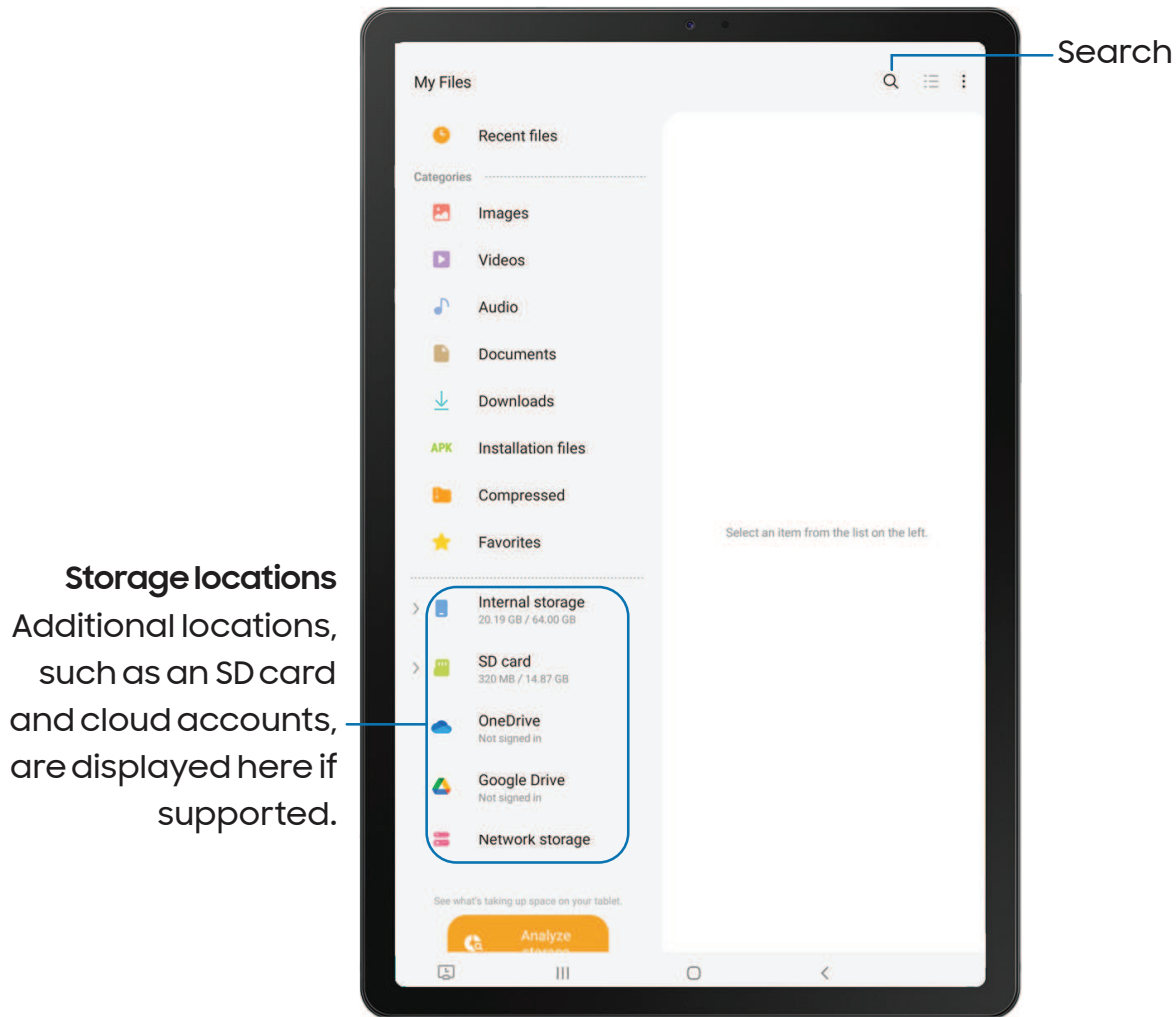 Search
My Files
Recent files
Categories
Images
Videos
Audio
Documents
Downloads
APK Installation files
Compressed
Favorites
Select an item from the list on the left.
Storage locations
Additional locations,
such as an SD card
and cloud accounts,
are displayed here if
supported.
Internal storage
20.19 GB / 64.00 GB
SD card
320 MB / 14.87 GB
OneDrive
Not signed in
Google Drive
Not signed in
Network storage
See what's taking up space on your tablet.
Analyze
storage